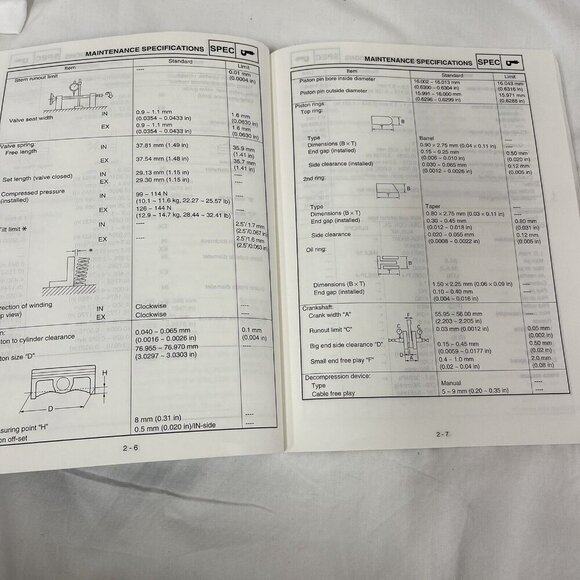 MAINTENANCE SPECIFICATIONS SPEC
Item Standard Limit
Stem runout limit ---- 0.01 mm
(0.0004 in)
Valve seat width IN 0.9 ~ 1.1 mm 1.6 mm
(0.0354 ~ 0.0433 in) (0.0630 in)
EX 0.9 ~ 1.1 mm 1.6 mm
(0.0354 ~ 0.0433 in) (0.0630 in)
Valve spring
Free length IN 37.81 mm (1.49 in) 35.9 mm
(1.41 in)
EX 37.54 mm (1.48 in) 35.7 mm
(1.41 in)
Set length (valve closed) IN 29.13 mm (1.15 in) ----
EX 29.30 mm (1.15 in) ----
Compressed pressure
(installed) IN 99 ~ 114 N ----
(10.1 ~ 11.6 kg, 22.27 ~ 25.57 lb)
EX 126 ~ 144 N ----
(12.9 ~ 14.7 kg, 28.44 ~ 32.41 lb)
Tilt limit * IN ---- 2.5°/1.7 mm
(2.5°/0.067 in)
EX ---- 2.5°/1.6 mm
(2.5°/0.063 in)
*
rection of winding IN Clockwise ----
p view) EX Clockwise ----
n:
ton to cylinder clearance 0.040 ~ 0.065 mm 0.1 mm
(0.0016 ~ 0.0026 in) (0.004 in)
ton size "D" 76.955 ~ 76.970 mm ----
(3.0297 ~ 3.0303 in)
H
D
suring point "H" 8 mm (0.31 in) ----
on off-set 0.5 mm (0.020 in)/IN-side ----
2 - 6
MAINTENANCE SPECIFICATIONS SPEC
Item Standard Limit
Piston pin bore inside diameter 16.002 ~ 16.013 mm 16.043 mm
(0.6300 ~ 0.6304 in) (0.6316 in)
Piston pin outside diameter 15.991 ~ 16.000 mm 15.971 mm
(0.6296 ~ 0.6299 in) (0.6288 in)
Piston rings:
Top ring:
B
T
Type Barrel ----
Dimensions (B × T) 0.90 × 2.75 mm (0.04 × 0.11 in) ----
End gap (installed) 0.15 ~ 0.25 mm 0.50 mm
(0.006 ~ 0.010 in) (0.020 in)
Side clearance (installed) 0.030 ~ 0.065 mm 0.12 mm
(0.0012 ~ 0.0026 in) (0.005 in)
2nd ring:
B
T
Type Taper ----
Dimensions (B × T) 0.80 × 2.75 mm (0.03 × 0.11 in) ----
End gap (installed) 0.30 ~ 0.45 mm 0.80 mm
(0.012 ~ 0.018 in) (0.031 in)
Side clearance 0.020 ~ 0.055 mm 0.12 mm
(0.0008 ~ 0.0022 in) (0.005 in)
Oil ring:
B
T
Dimensions (B × T) 1.50 × 2.25 mm (0.06 × 0.09 in) ----
End gap (installed) 0.10 ~ 0.40 mm ----
(0.004 ~ 0.016 in)
Crankshaft:
Crank width "A" 55.95 ~ 56.00 mm ----
(2.203 ~ 2.205 in)
Runout limit "C" 0.03 mm (0.0012 in) 0.05 mm
(0.002 in)
Big end side clearance "D" 0.15 ~ 0.45 mm 0.50 mm
(0.0059 ~ 0.0177 in) (0.02 in)
Small end free play "F" 0.4 ~ 1.0 mm 2.0 mm
(0.02 ~ 0.04 in) (0.08 in)
Decompression device:
Type Manual ----
Cable free play 5 ~ 9 mm (0.20 ~ 0.35 in) ----
2 - 7